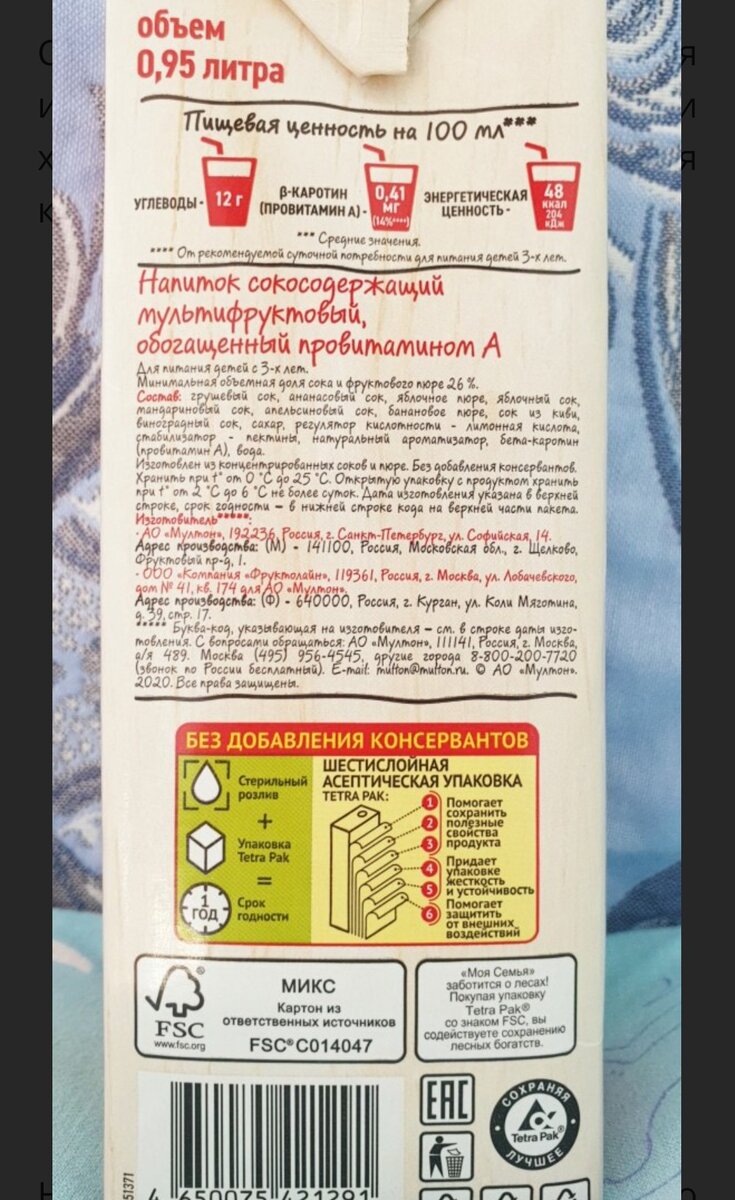 объем
0,95 литра
Пищевая ценность на 100 мл***
УГЛЕВОДЫ - 12 г
β-КАРОТИН
(ПРОВИТАМИН А) - 0,41 МГ (14%****)
ЭНЕРГЕТИЧЕСКАЯ
ЦЕННОСТЬ - 48 ккал 204 кДж
*** Средние значения.
**** От рекомендуемой суточной потребности для питания детей 3-х лет.
Напиток сокосодержащий
мультифруктовый,
обогащенный провитамином А
Для питания детей с 3-х лет.
Минимальная объемная доля сока и фруктового пюре 26 %.
Состав: грушевый сок, ананасовый сок, яблочное пюре, яблочный сок,
мандариновый сок, апельсиновый сок, банановое пюре, сок из киви,
виноградный сок, сахар, регулятор кислотности - лимонная кислота,
стабилизатор - пектины, натуральный ароматизатор, бета-каротин
(провитамин А), вода.
Изготовлен из концентрированных соков и пюре. Без добавления консервантов.
Хранить при t° от 0 °С до 25 °С. Открытую упаковку с продуктом хранить
при t° от 2 °С до 6 °С не более суток. Дата изготовления указана в верхней
строке, срок годности – в нижней строке кода на верхней части пакета.
Изготовитель*****:
· АО «Мултон», 192236, Россия, г. Санкт-Петербург, ул. Софийская, 14.
Адрес производства: (М) - 141100, Россия, Московская обл., г. Щелково,
Фруктовый пр-д, 1.
· ООО «Компания «Фруктолайн», 119361, Россия, г. Москва, ул. Лобачевского,
дом № 41, кв. 174 для АО «Мултон».
Адрес производства: (Ф) - 640000, Россия, г. Курган, ул. Коли Мяготина,
д. 39, стр. 17.
***** Буква-код, указывающая на изготовителя – см. в строке даты изго-
товления. С вопросами обращаться: АО «Мултон», 111141, Россия, г. Москва,
а/я 489. Москва (495) 956-4545, другие города 8-800-200-7720
(звонок по России бесплатный). E-mail: multon@multon.ru. © АО «Мултон».
2020. Все права защищены.
БЕЗ ДОБАВЛЕНИЯ КОНСЕРВАНТОВ
Стерильный
розлив
+
Упаковка
Tetra Pak
=
1 ГОД
Срок
годности
ШЕСТИСЛОЙНАЯ
АСЕПТИЧЕСКАЯ УПАКОВКА
TETRA PAK:
1
2
3
Помогает
сохранить
полезные
свойства
продукта
4
5
Придает
упаковке
жесткость
и устойчивость
6
Помогает
защитить
от внешних
воздействий
FSC
www.fsc.org
МИКС
Картон из
ответственных источников
FSC® C014047
«Моя Семья»
заботится о лесах!
Покупая упаковку
Tetra Pak®
со знаком FSC, вы
содействуете сохранению
лесных богатств.
EAC
СОХРАНЯЯ
Tetra Pak®
ЛУЧШЕЕ
51371
4 650075 421291